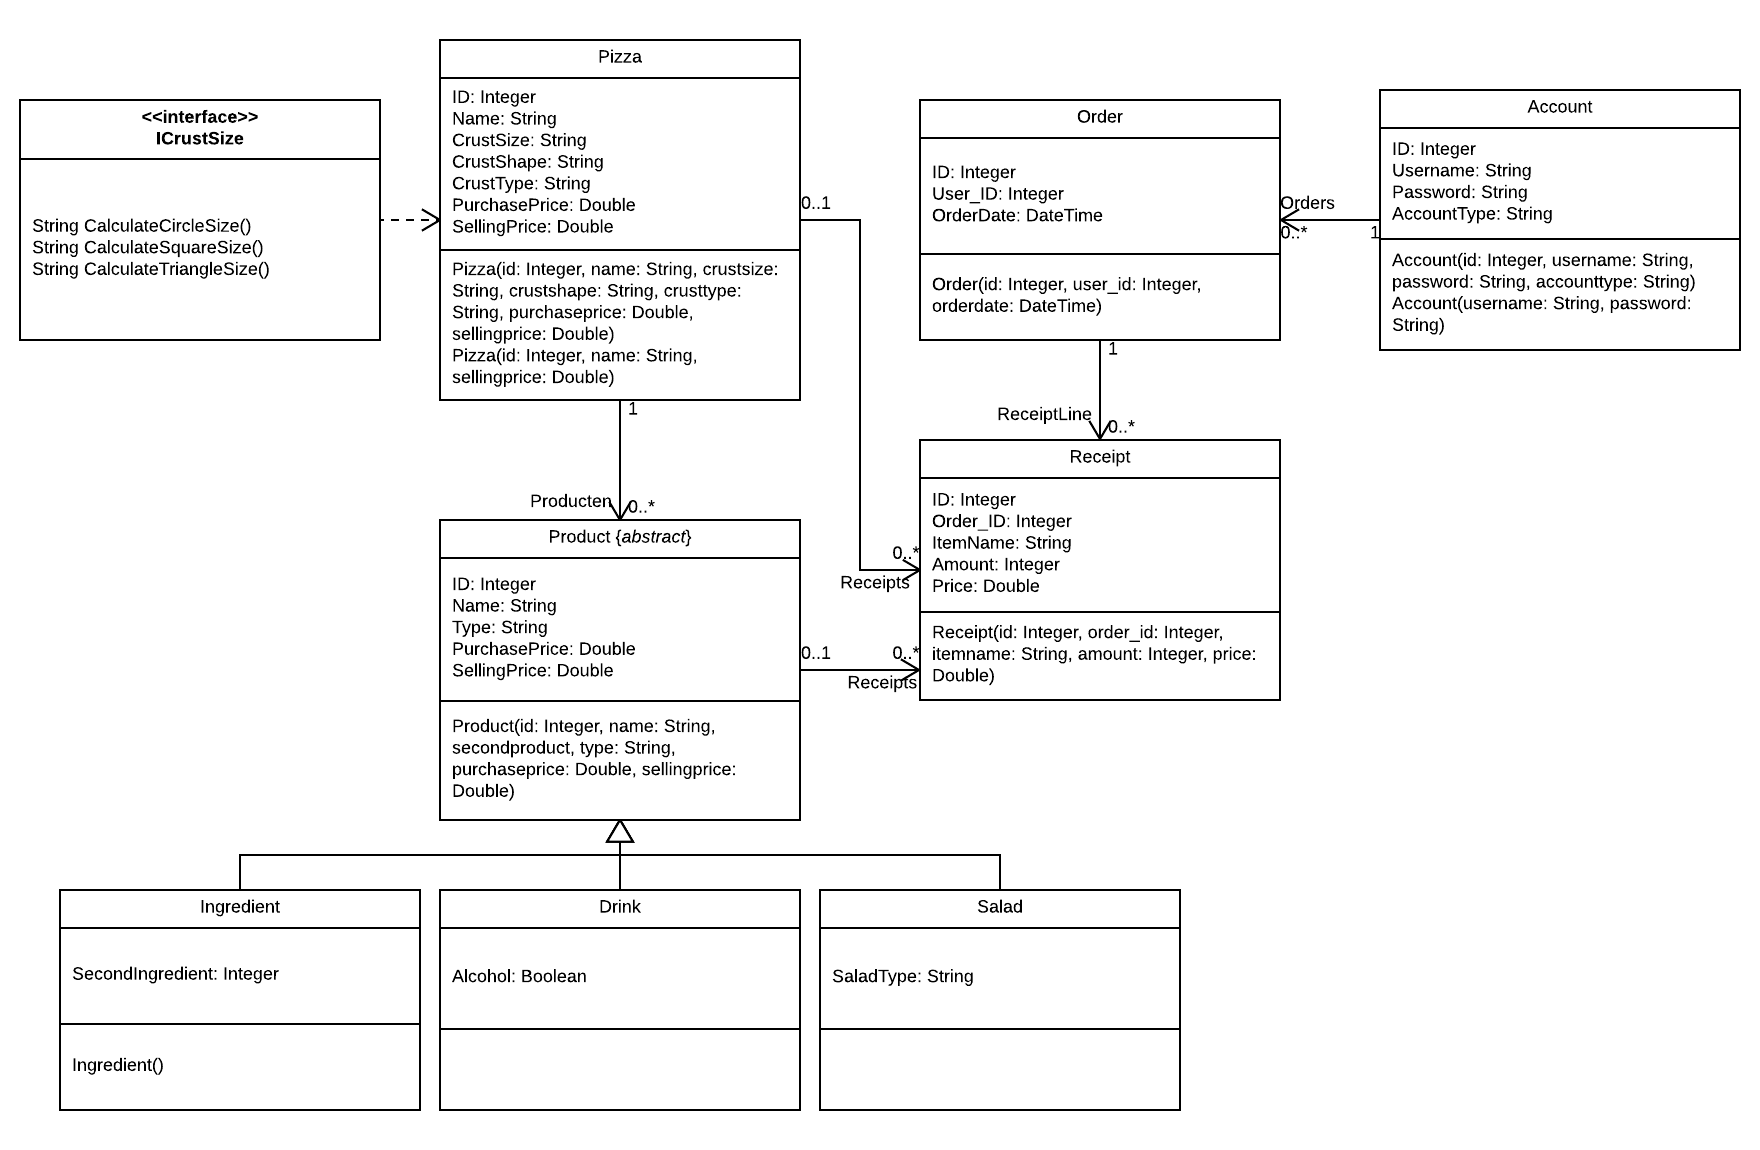 <<interface>>
ICrustSize
String CalculateCircleSize()
String CalculateSquareSize()
String CalculateTriangleSize()
Pizza
ID: Integer
Name: String
CrustSize: String
CrustShape: String
CrustType: String
PurchasePrice: Double
SellingPrice: Double
Pizza(id: Integer, name: String, crustsize:
String, crustshape: String, crusttype:
String, purchaseprice: Double,
sellingprice: Double)
Pizza(id: Integer, name: String,
sellingprice: Double)
0..1
0..*
Receipts
1
Producten
0..*
Order
ID: Integer
User_ID: Integer
OrderDate: DateTime
Order(id: Integer, user_id: Integer,
orderdate: DateTime)
Orders
0..*
1
Account
ID: Integer
Username: String
Password: String
AccountType: String
Account(id: Integer, username: String,
password: String, accounttype: String)
Account(username: String, password:
String)
1
ReceiptLine
0..*
Receipt
ID: Integer
Order_ID: Integer
ItemName: String
Amount: Integer
Price: Double
Receipt(id: Integer, order_id: Integer,
itemname: String, amount: Integer, price:
Double)
Product {abstract}
ID: Integer
Name: String
Type: String
PurchasePrice: Double
SellingPrice: Double
Product(id: Integer, name: String,
secondproduct, type: String,
purchaseprice: Double, sellingprice:
Double)
0..1
0..*
Receipts
Ingredient
SecondIngredient: Integer
Ingredient()
Drink
Alcohol: Boolean
Salad
SaladType: String